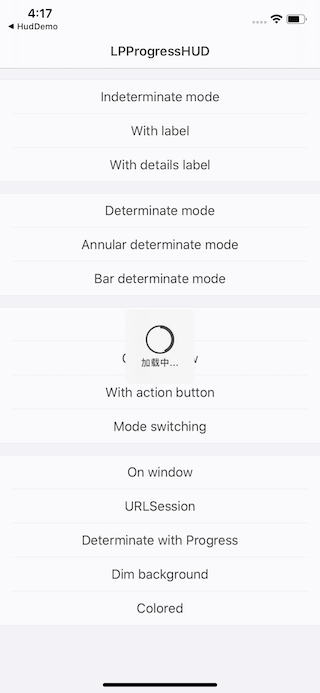 4:17
◀ HudDemo
LPProgressHUD
Indeterminate mode
With label
With details label
Determinate mode
Annular determinate mode
Bar determinate mode
加载中...
With action button
Mode switching
On window
URLSession
Determinate with Progress
Dim background
Colored